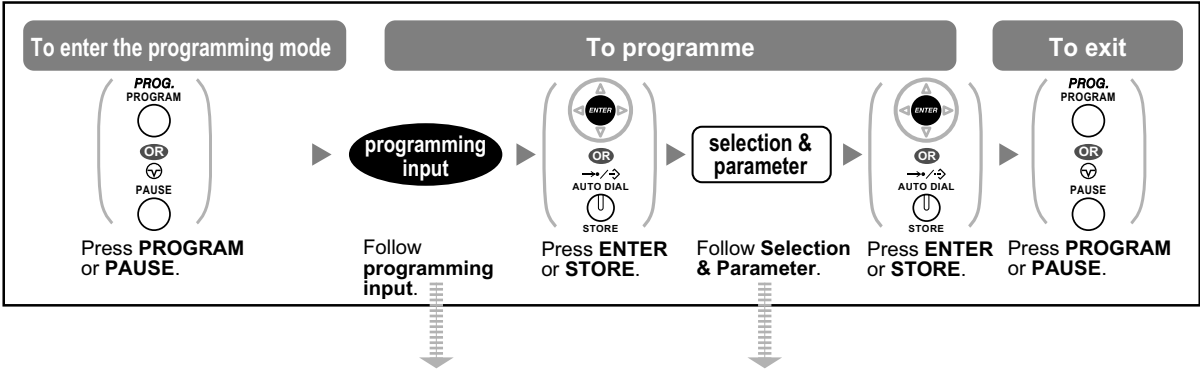 To enter the programming mode
To programme
To exit
PROG.
PROGRAM
OR
PAUSE
Press PROGRAM
or PAUSE.
programming
input
Follow
programming
input.
ENTER
OR
AUTO DIAL
STORE
Press ENTER
or STORE.
selection &
parameter
Follow Selection
& Parameter.
ENTER
OR
AUTO DIAL
STORE
Press ENTER
or STORE.
PROG.
PROGRAM
OR
PAUSE
Press PROGRAM
or PAUSE.